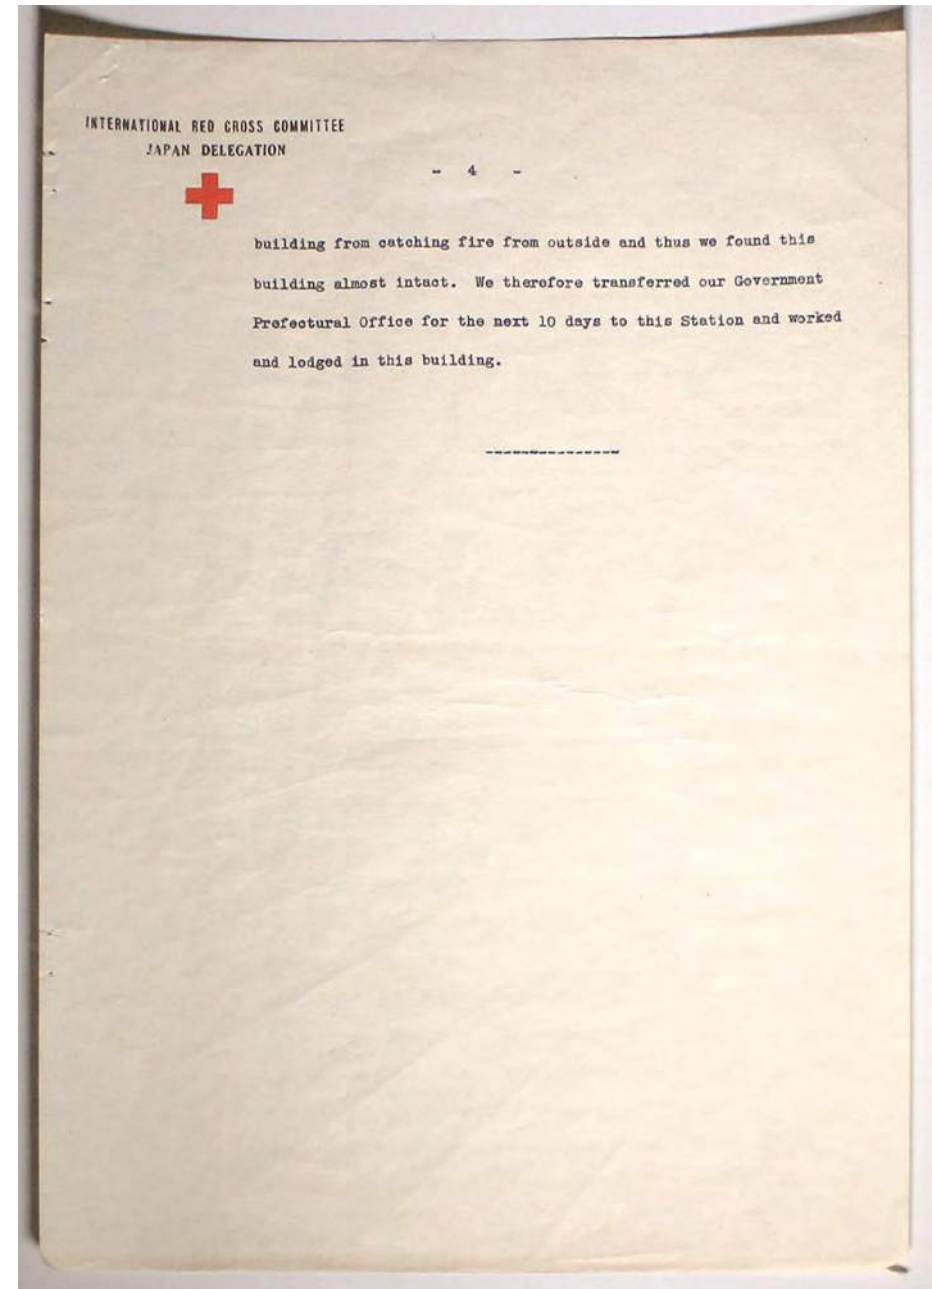 INTERNATIONAL RED CROSS COMMITTEE
JAPAN DELEGATION
- 4 -
building from catching fire from outside and thus we found this
building almost intact. We therefore transferred our Government
Prefectural Office for the next 10 days to this Station and worked
and lodged in this building.
---------------